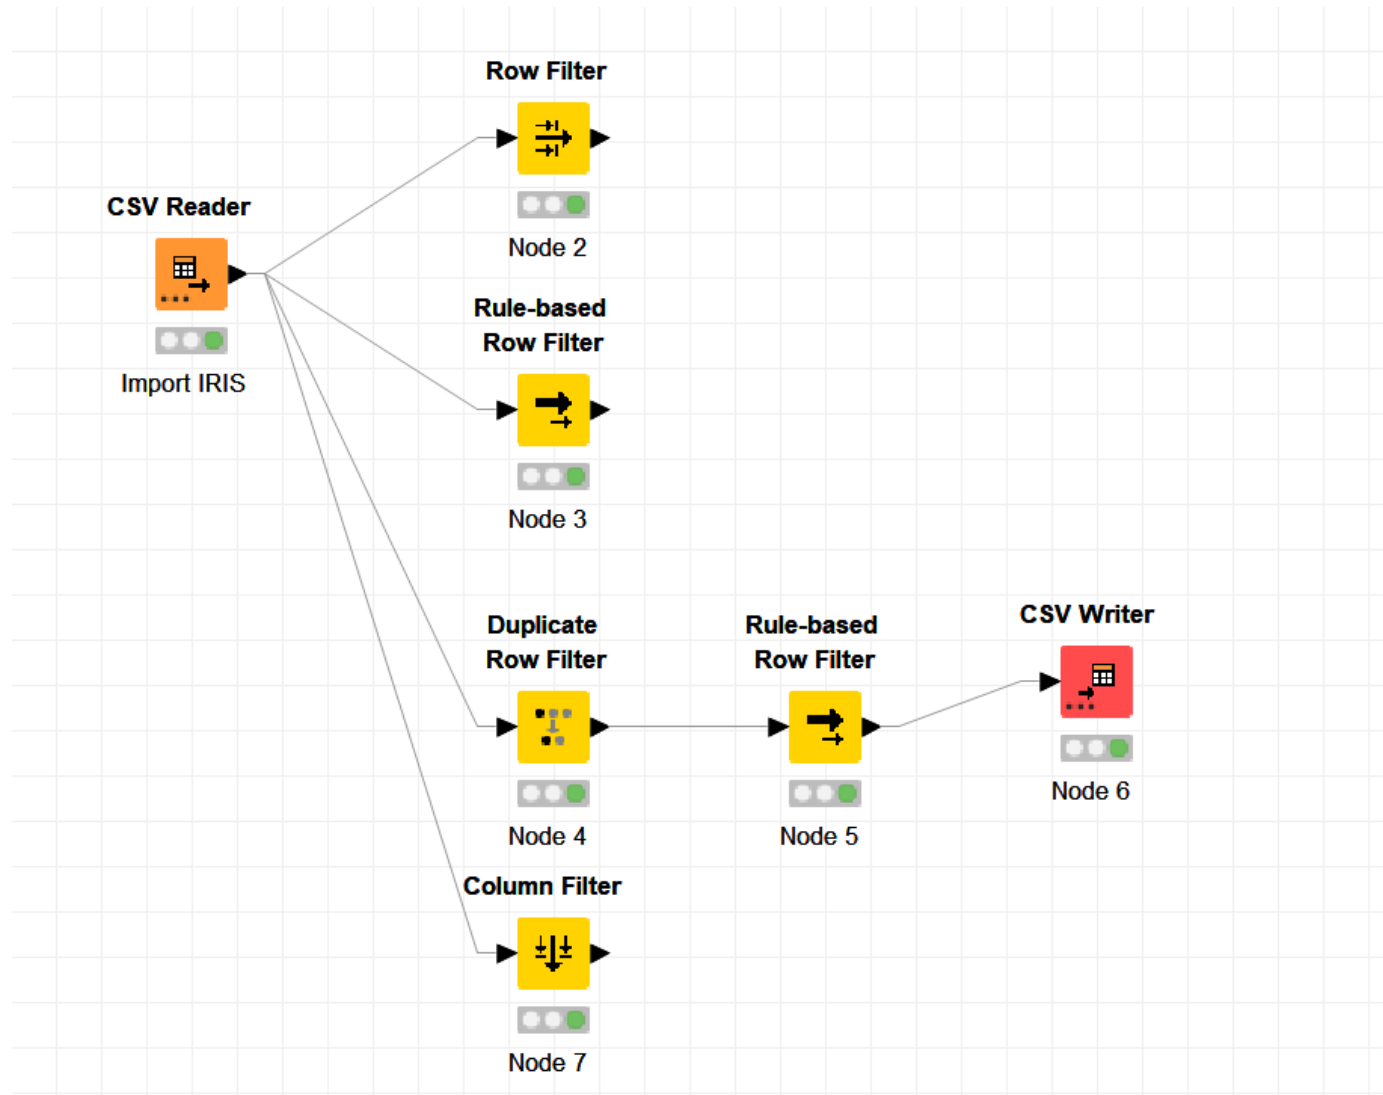 Row Filter
Node 2
CSV Reader
Import IRIS
Rule-based
Row Filter
Node 3
Duplicate
Row Filter
Node 4
Rule-based
Row Filter
Node 5
CSV Writer
Node 6
Column Filter
Node 7